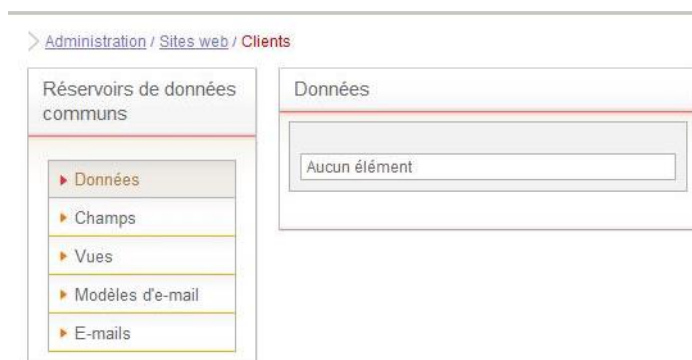 Administration / Sites web / Clients
Réservoirs de données
communs
Données
Champs
Vues
Modèles d'e-mail
E-mails
Données
Aucun élément